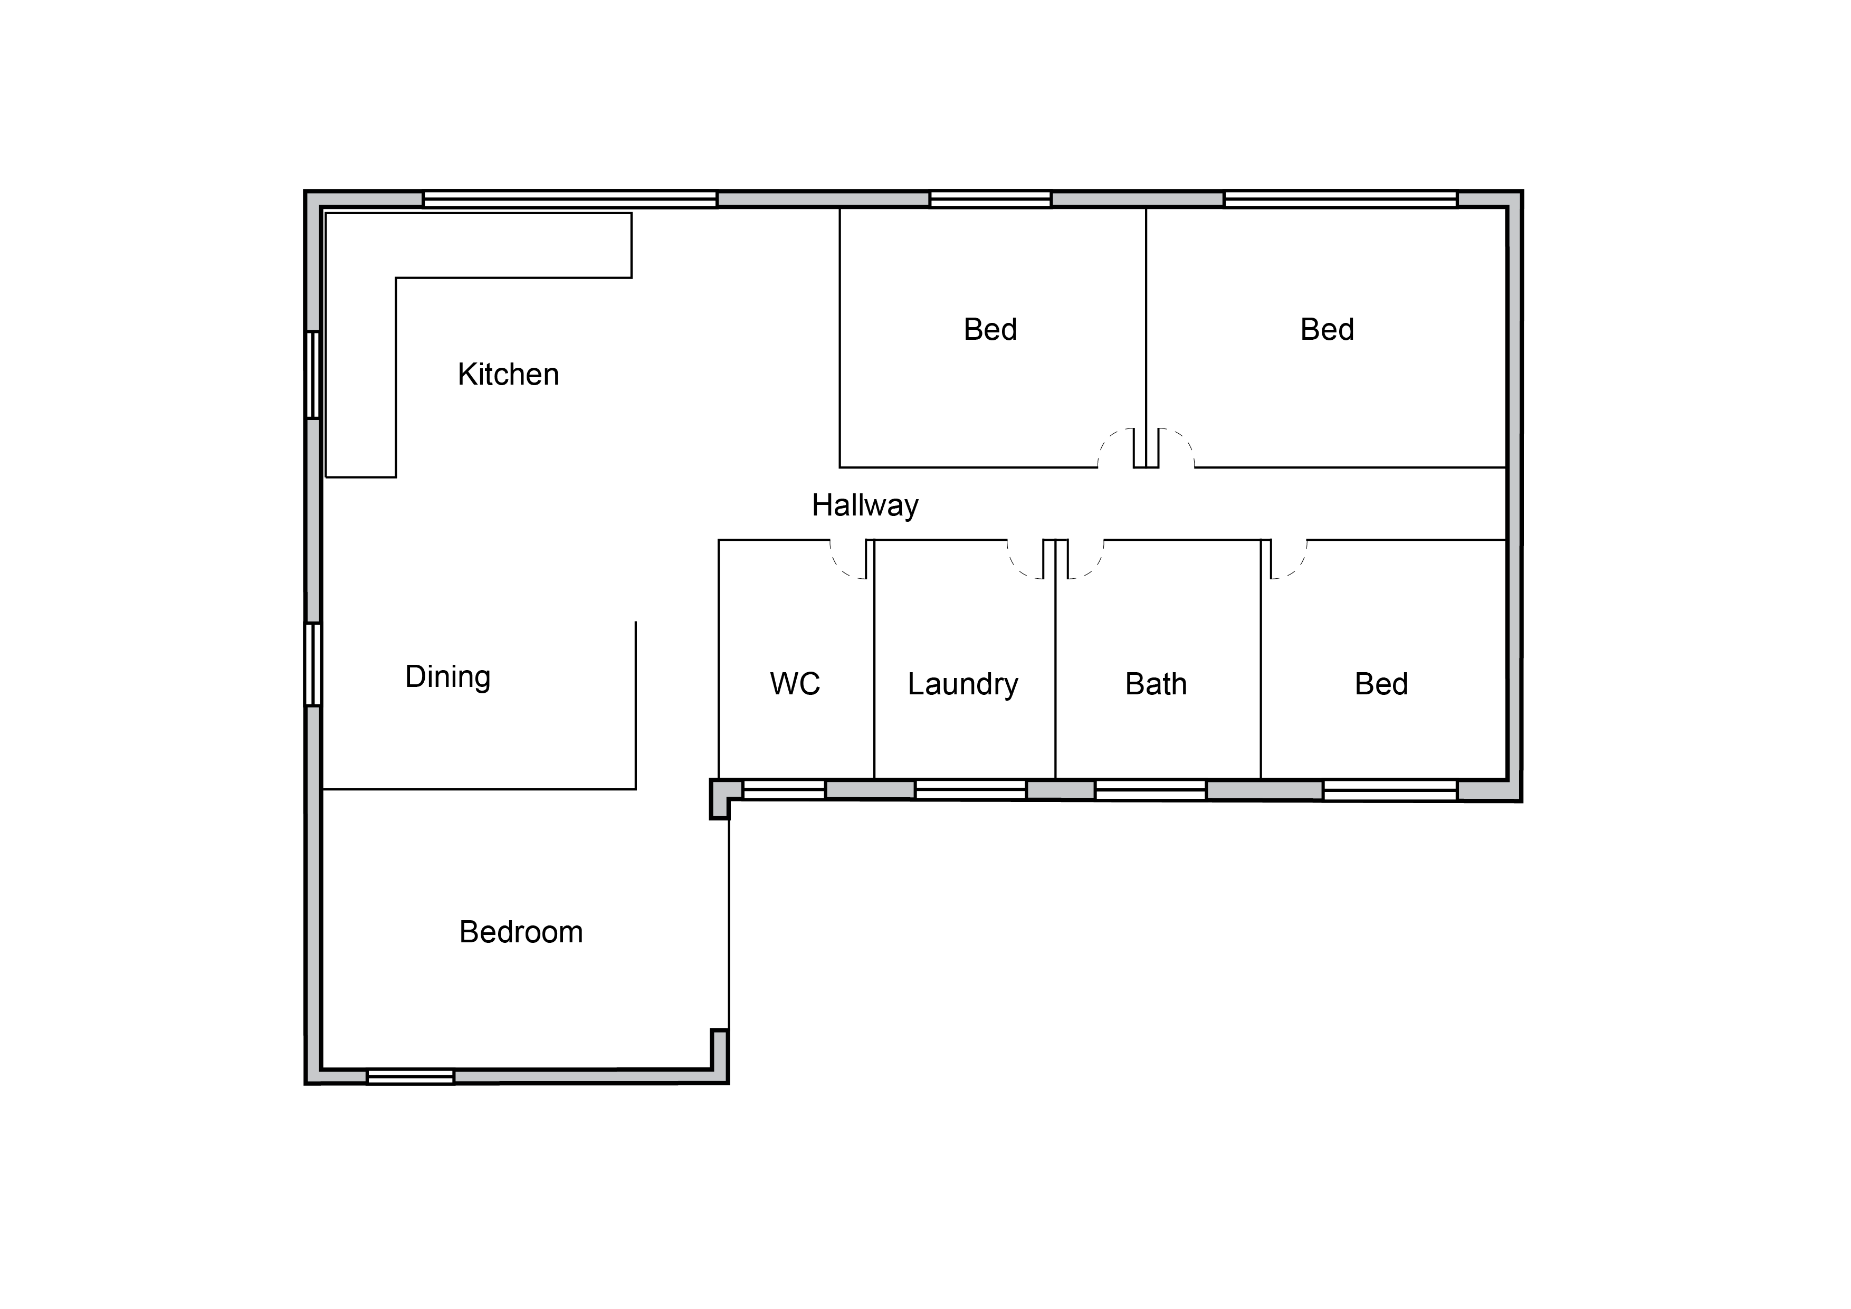 Bed
Bed
Kitchen
Hallway
Dining
WC
Laundry
Bath
Bed
Bedroom